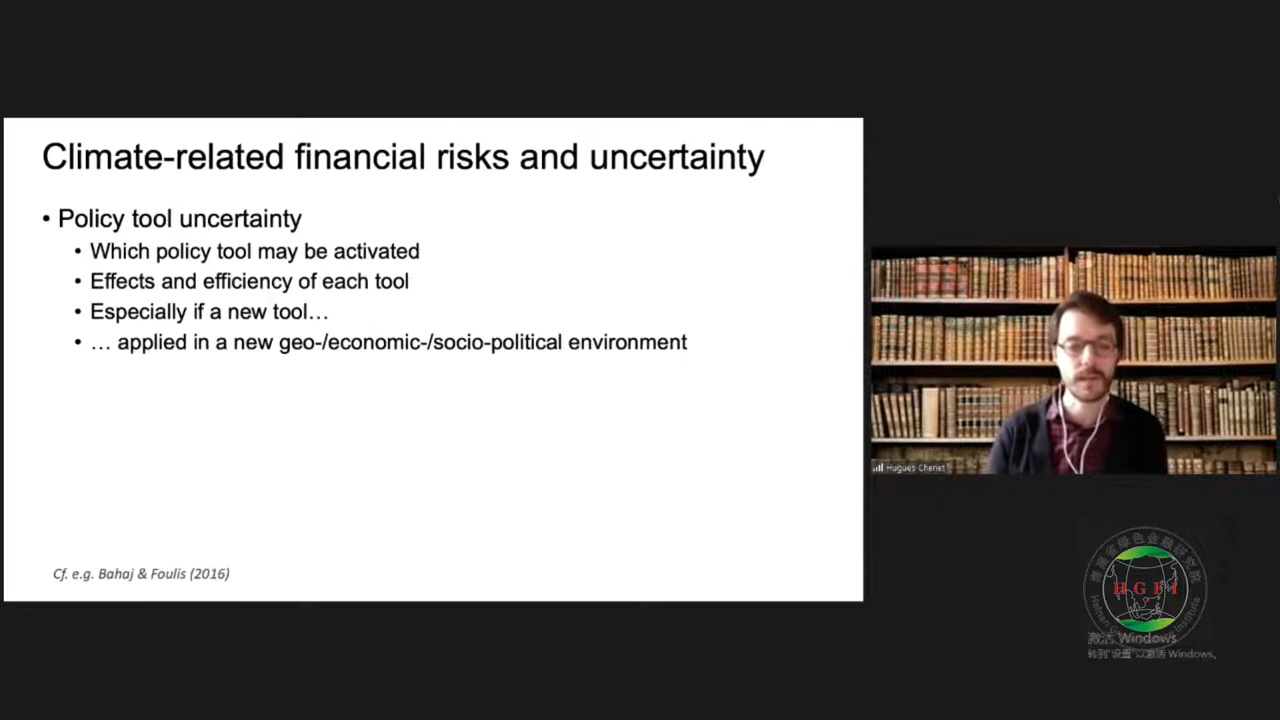 Climate-related financial risks and uncertainty
• Policy tool uncertainty
• Which policy tool may be activated
• Effects and efficiency of each tool
• Especially if a new tool…
• … applied in a new geo-/economic-/socio-political environment
Cf. e.g. Bahaj & Foulis (2016)
Hugues Chenet
HGFI
激活 Windows
转到"设置"以激活 Windows。